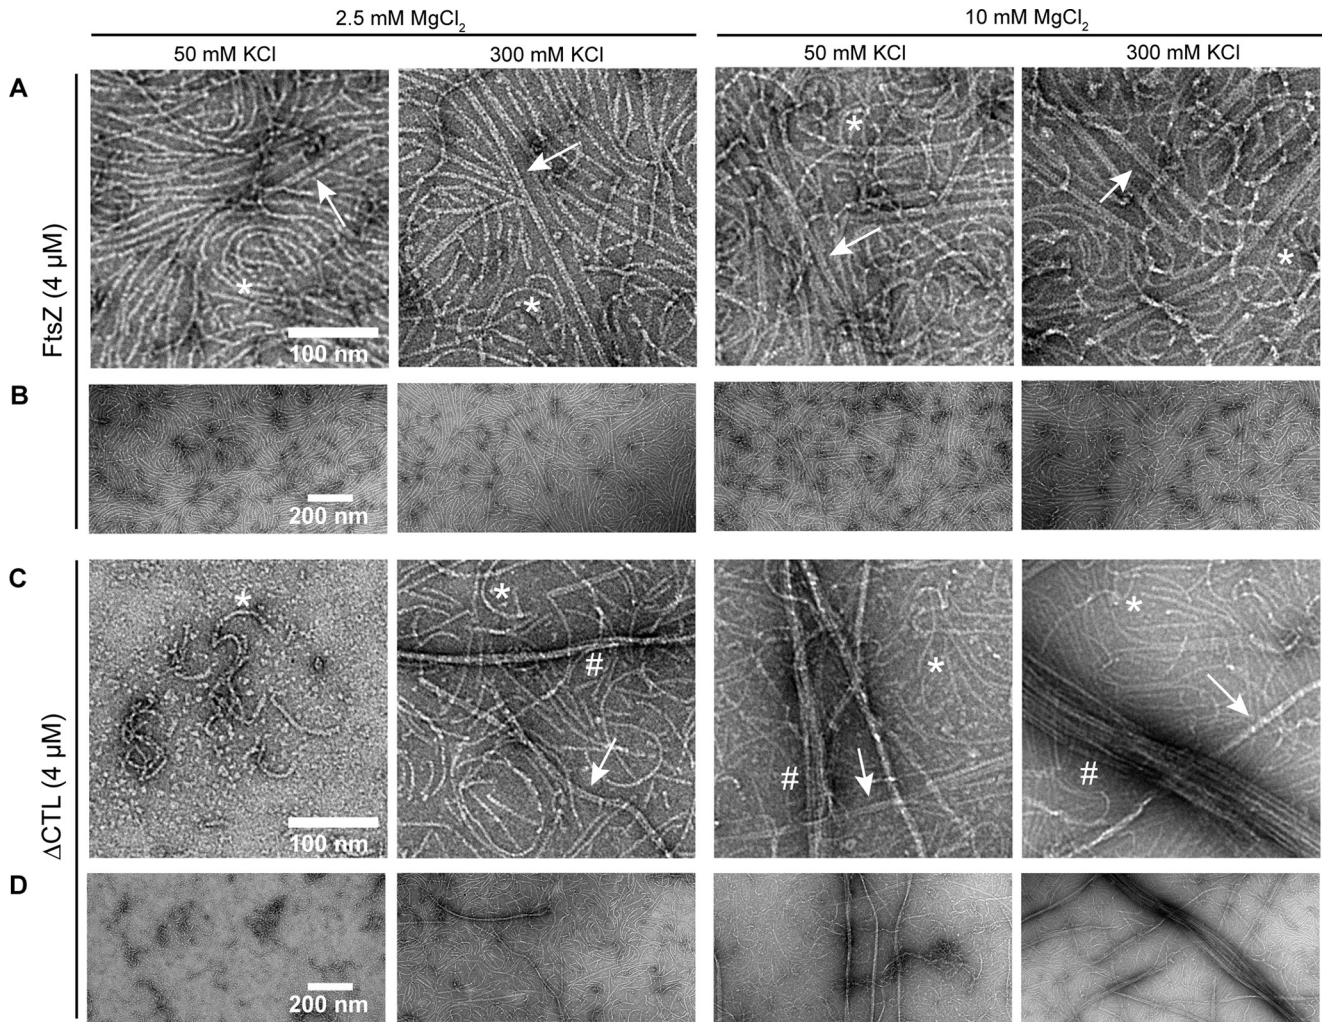 2.5 mM MgCl₂ 10 mM MgCl₂
50 mM KCl 300 mM KCl 50 mM KCl 300 mM KCl
A
FtsZ (4 µM)
* * * *
100 nm
B
200 nm
C
ΔCTL (4 µM)
* * * *
# # #
100 nm
D
200 nm